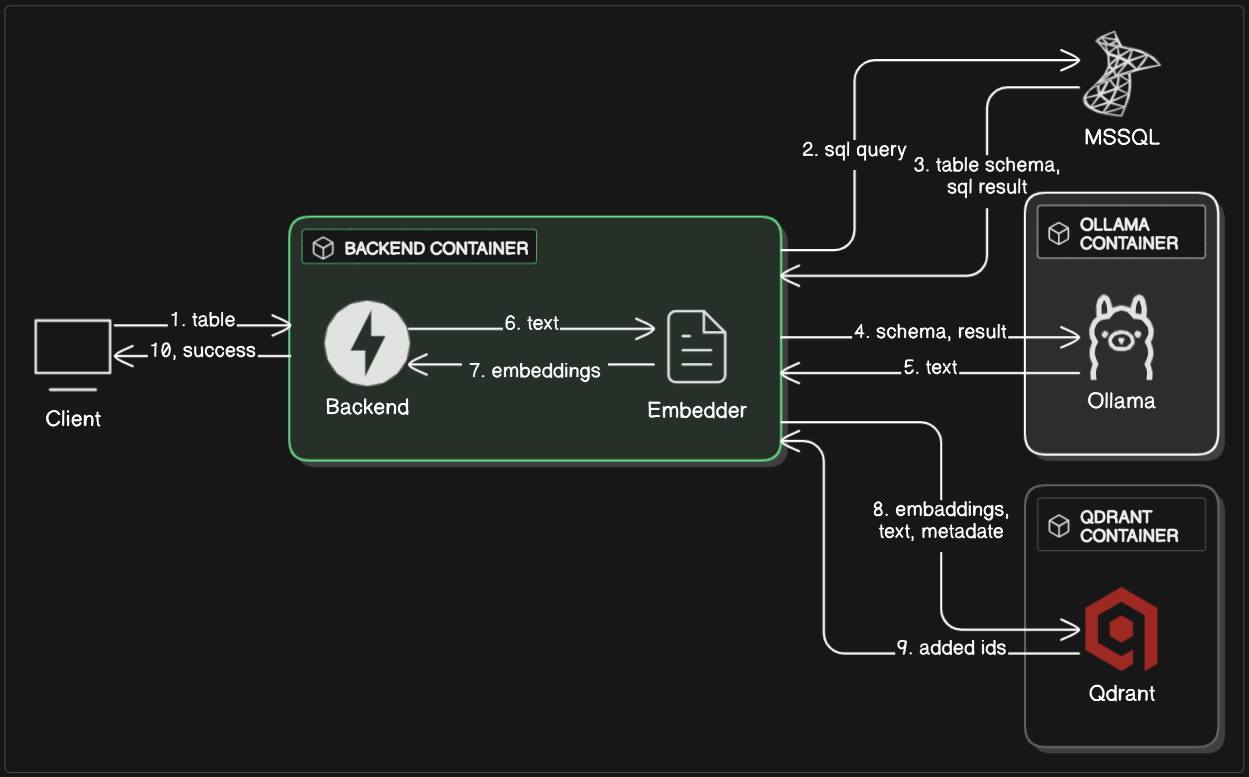 MSSQL
2. sql query
3. table schema,
sql result
BACKEND CONTAINER
OLLAMA
CONTAINER
1. table
10, success
Client
6. text
7. embeddings
Backend
Embedder
4. schema, result
5. text
Ollama
8. embaddings,
text, metadate
QDRANT
CONTAINER
9. added ids
Qdrant